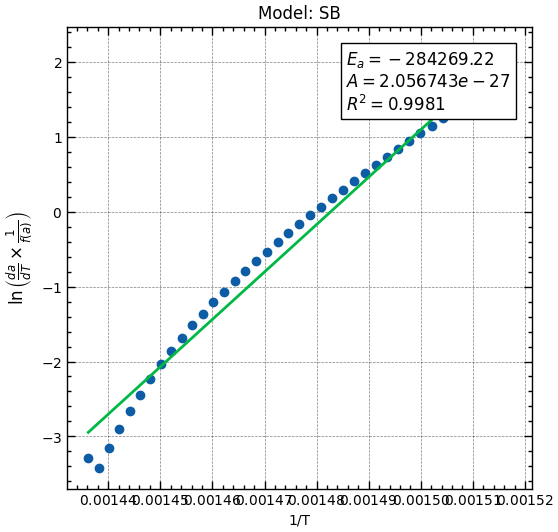 Model: SB
E_a = −284269.22
A = 2.056743e − 27
R^2 = 0.9981
ln(da/dT × 1/f(a))
2
1
0
−1
−2
−3
0.00144 0.00145 0.00146 0.00147 0.00148 0.00149 0.00150 0.00151 0.00152
1/T